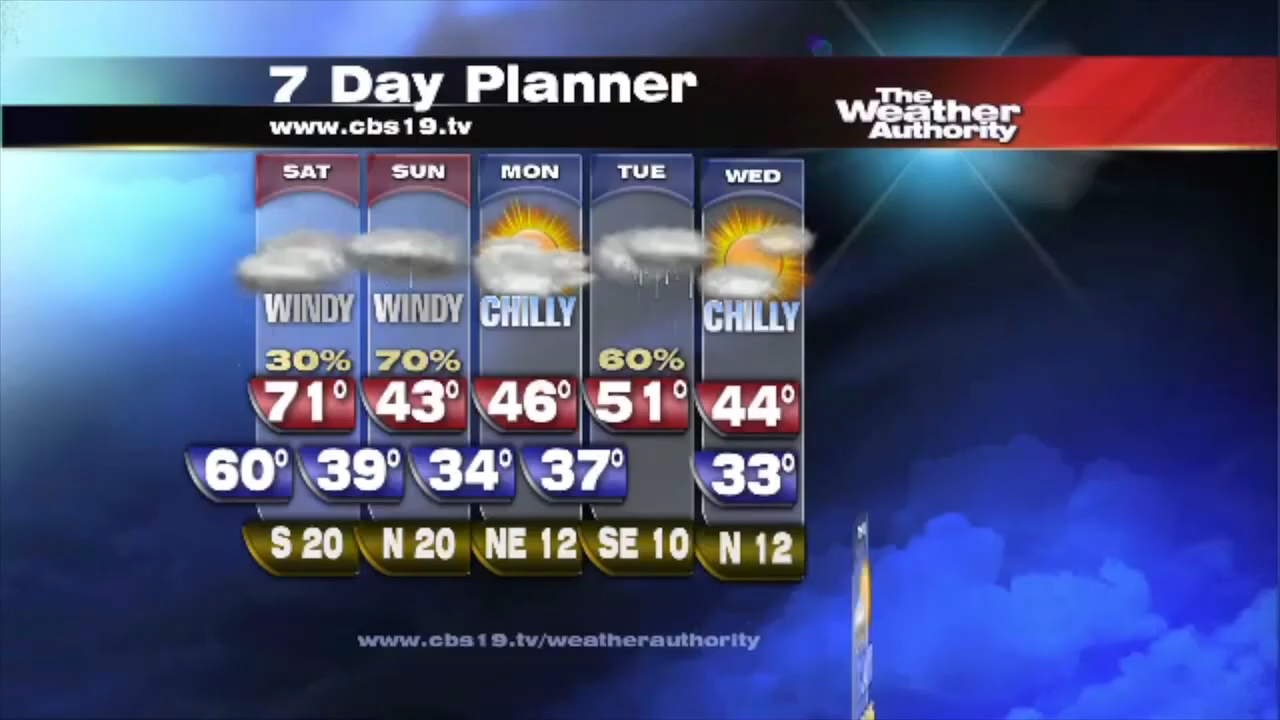 7 Day Planner
www.cbs19.tv
The
Weather
Authority
SAT SUN MON TUE WED
WINDY WINDY CHILLY CHILLY
30% 70% 60%
71° 43° 46° 51° 44°
60° 39° 34° 37° 33°
S 20 N 20 NE 12 SE 10 N 12
www.cbs19.tv/weatherauthority